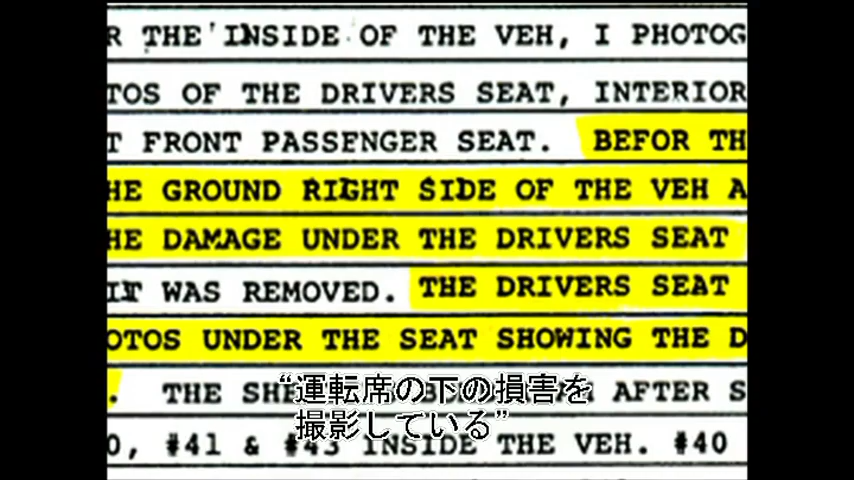 R THE INSIDE OF THE VEH, I PHOTOG
TOS OF THE DRIVERS SEAT, INTERIOR
T FRONT PASSENGER SEAT. BEFOR TH
HE GROUND RIGHT SIDE OF THE VEH A
HE DAMAGE UNDER THE DRIVERS SEAT
IT WAS REMOVED. THE DRIVERS SEAT
OTOS UNDER THE SEAT SHOWING THE D
. THE SHE AFTER S
“運転席の下の損害を
撮影している”
0, #41 & #43 INSIDE THE VEH. #40